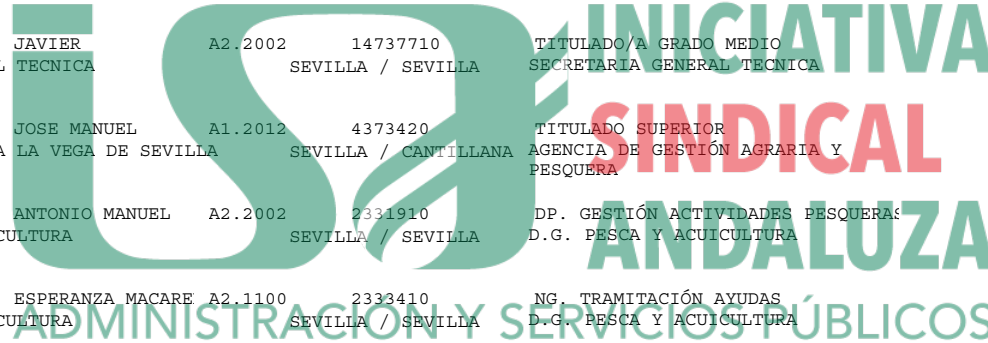 JAVIER A2.2002 14737710 TITULADO/A GRADO MEDIO
L TECNICA SEVILLA / SEVILLA SECRETARIA GENERAL TECNICA
JOSE MANUEL A1.2012 4373420 TITULADO SUPERIOR
A LA VEGA DE SEVILLA SEVILLA / CANTILLANA AGENCIA DE GESTIÓN AGRARIA Y
PESQUERA
ANTONIO MANUEL A2.2002 2331910 DP. GESTIÓN ACTIVIDADES PESQUERAS
CULTURA SEVILLA / SEVILLA D.G. PESCA Y ACUICULTURA
ESPERANZA MACARE A2.1100 2333410 NG. TRAMITACIÓN AYUDAS
CULTURA SEVILLA / SEVILLA D.G. PESCA Y ACUICULTURA
isa
INICIATIVA
SINDICAL
ANDALUZA
ADMINISTRACIÓN Y SERVICIOS PÚBLICOS